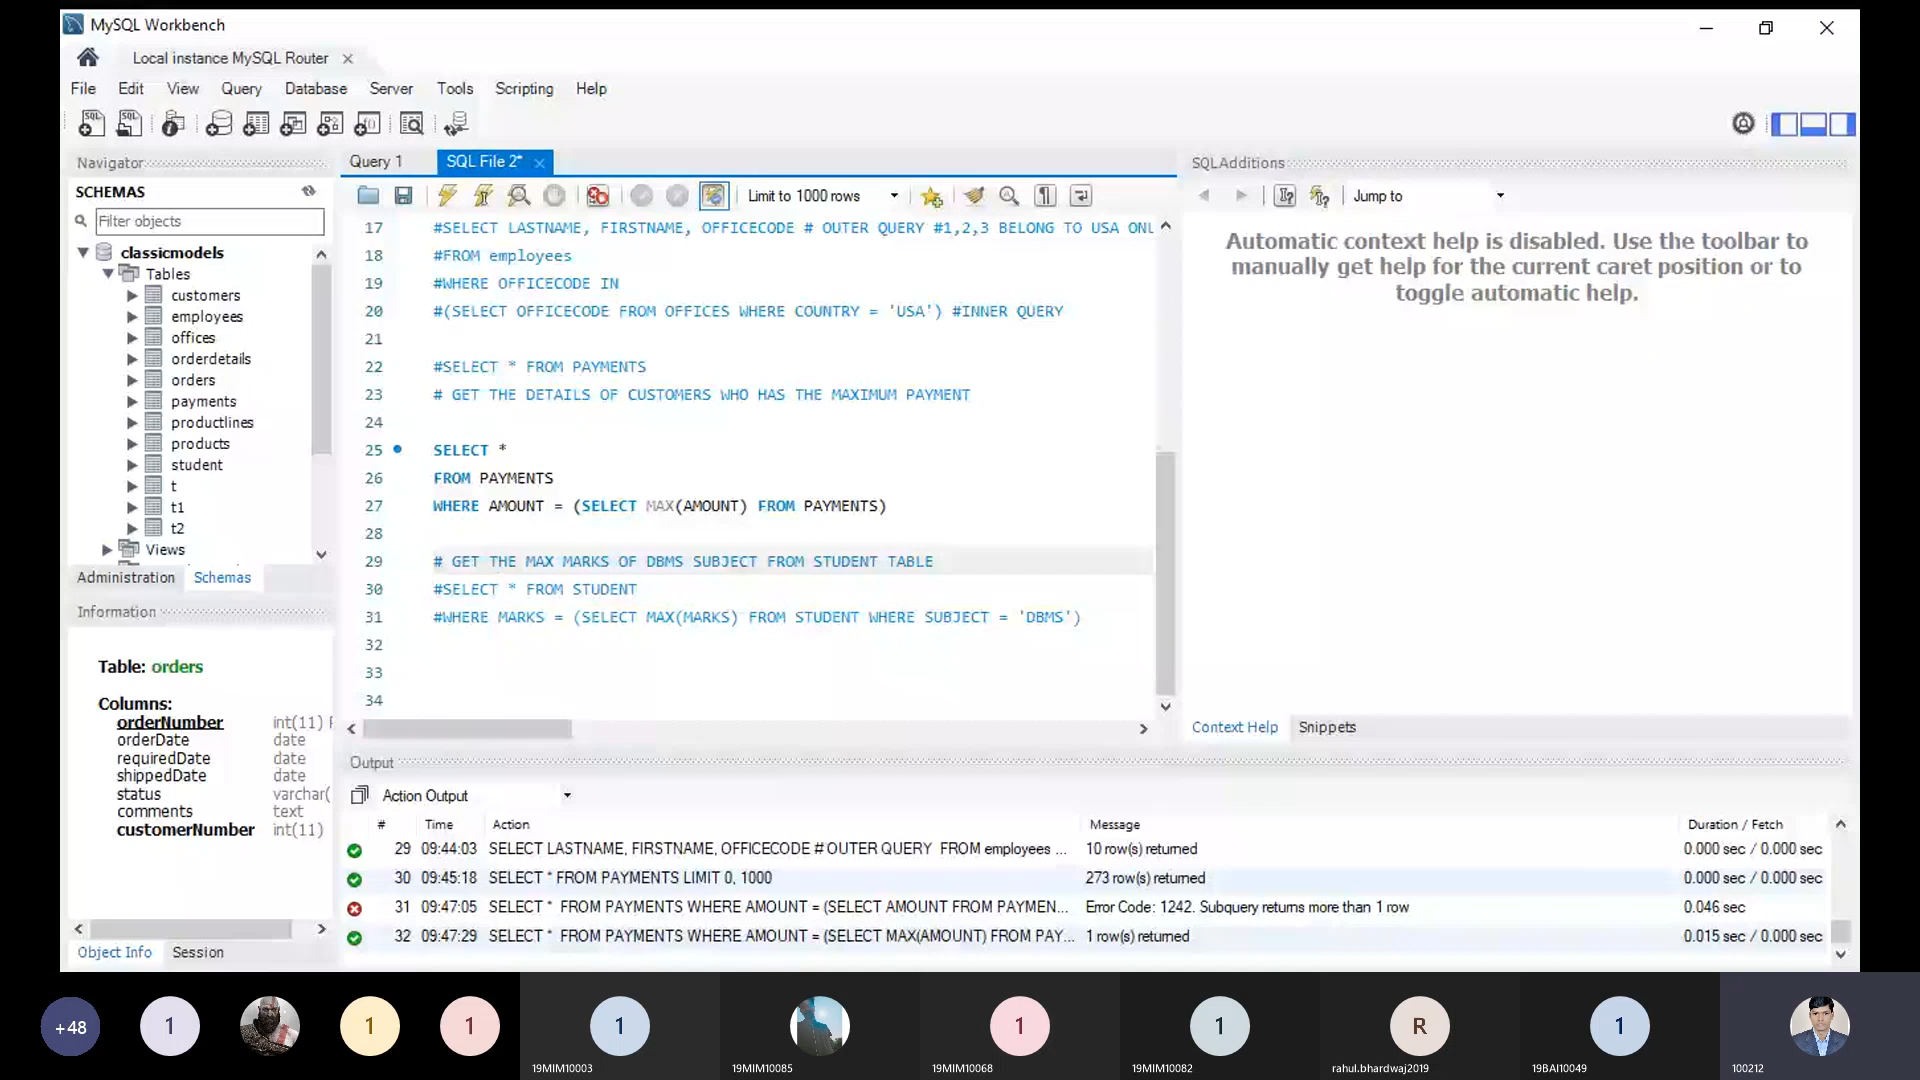 MySQL Workbench
Local instance MySQL Router
File Edit View Query Database Server Tools Scripting Help
Navigator
SCHEMAS
Filter objects
classicmodels
Tables
customers
employees
offices
orderdetails
orders
payments
productlines
products
student
t
t1
t2
Views
Administration Schemas
Information
Table: orders
Columns:
orderNumber int(11) P
orderDate date
requiredDate date
shippedDate date
status varchar(
comments text
customerNumber int(11)
Object Info Session
Query 1 SQL File 2*
Limit to 1000 rows
17 #SELECT LASTNAME, FIRSTNAME, OFFICECODE # OUTER QUERY #1,2,3 BELONG TO USA ONL
18 #FROM employees
19 #WHERE OFFICECODE IN
20 #(SELECT OFFICECODE FROM OFFICES WHERE COUNTRY = 'USA') #INNER QUERY
21
22 #SELECT * FROM PAYMENTS
23 # GET THE DETAILS OF CUSTOMERS WHO HAS THE MAXIMUM PAYMENT
24
25 SELECT *
26 FROM PAYMENTS
27 WHERE AMOUNT = (SELECT MAX(AMOUNT) FROM PAYMENTS)
28
29 # GET THE MAX MARKS OF DBMS SUBJECT FROM STUDENT TABLE
30 #SELECT * FROM STUDENT
31 #WHERE MARKS = (SELECT MAX(MARKS) FROM STUDENT WHERE SUBJECT = 'DBMS')
32
33
34
SQLAdditions
Jump to
Automatic context help is disabled. Use the toolbar to
manually get help for the current caret position or to
toggle automatic help.
Context Help Snippets
Output
Action Output
# Time Action Message Duration / Fetch
29 09:44:03 SELECT LASTNAME, FIRSTNAME, OFFICECODE # OUTER QUERY FROM employees ... 10 row(s) returned 0.000 sec / 0.000 sec
30 09:45:18 SELECT * FROM PAYMENTS LIMIT 0, 1000 273 row(s) returned 0.000 sec / 0.000 sec
31 09:47:05 SELECT * FROM PAYMENTS WHERE AMOUNT = (SELECT AMOUNT FROM PAYMEN... Error Code: 1242. Subquery returns more than 1 row 0.046 sec
32 09:47:29 SELECT * FROM PAYMENTS WHERE AMOUNT = (SELECT MAX(AMOUNT) FROM PAY... 1 row(s) returned 0.015 sec / 0.000 sec
+48 1 1 1 1 1 1 R 1
19MIM10003 19MIM10085 19MIM10068 19MIM10082 rahul.bhardwaj2019 19BAI10049 100212